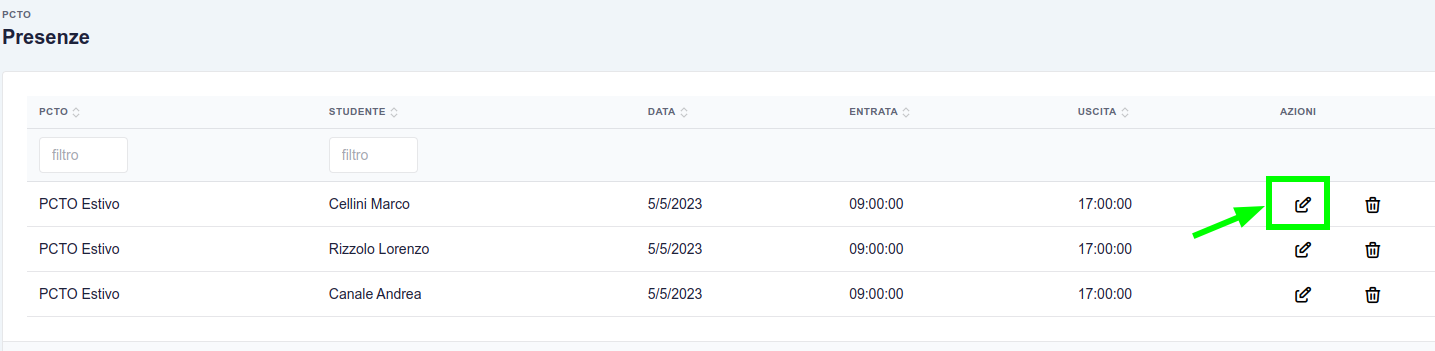 PCTO
Presenze
PCTO STUDENTE DATA ENTRATA USCITA AZIONI
filtro filtro
PCTO Estivo Cellini Marco 5/5/2023 09:00:00 17:00:00
PCTO Estivo Rizzolo Lorenzo 5/5/2023 09:00:00 17:00:00
PCTO Estivo Canale Andrea 5/5/2023 09:00:00 17:00:00